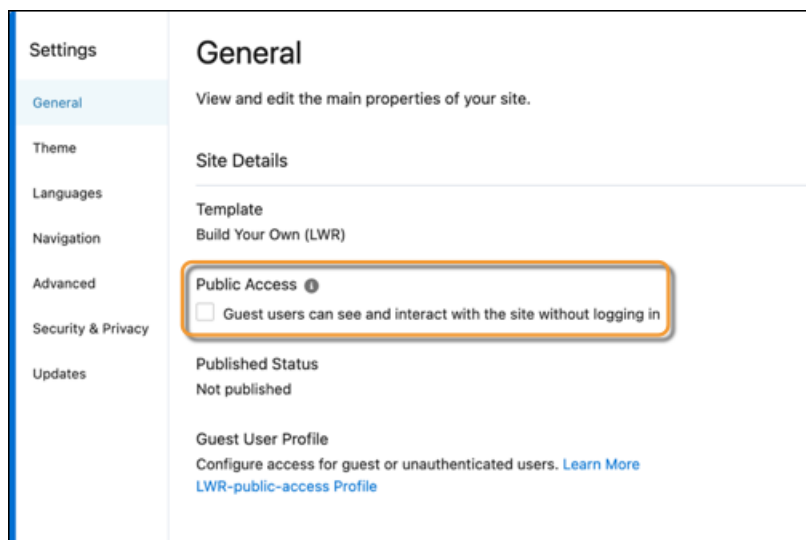 Settings
General
Theme
Languages
Navigation
Advanced
Security & Privacy
Updates
General
View and edit the main properties of your site.
Site Details
Template
Build Your Own (LWR)
Public Access
Guest users can see and interact with the site without logging in
Published Status
Not published
Guest User Profile
Configure access for guest or unauthenticated users. Learn More
LWR-public-access Profile